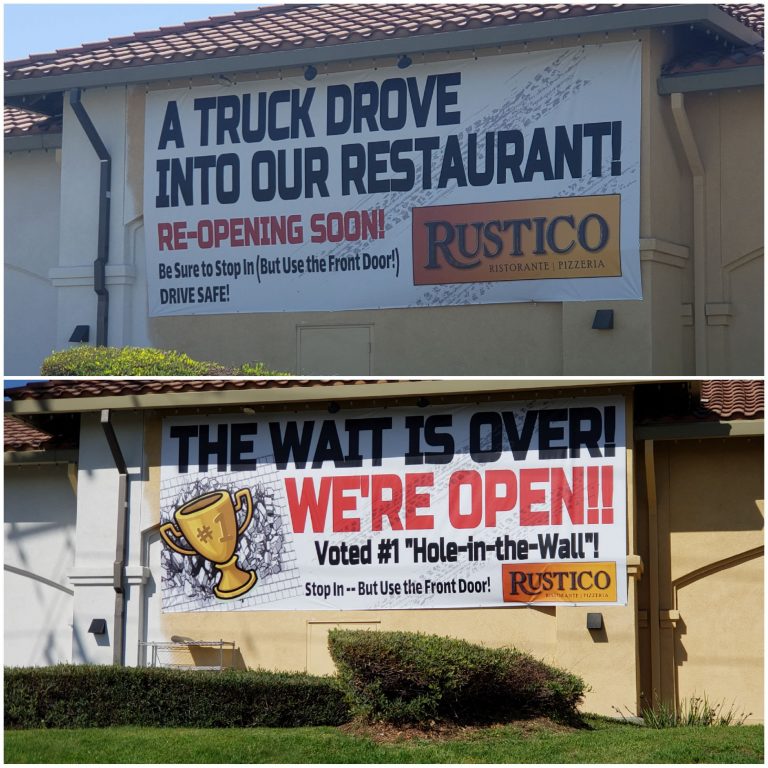 A TRUCK DROVE
INTO OUR RESTAURANT!
RE-OPENING SOON!
Be Sure to Stop In (But Use the Front Door!)
DRIVE SAFE!
RUSTICO
RISTORANTE | PIZZERIA
THE WAIT IS OVER!
WE'RE OPEN!!
#1
Voted #1 "Hole-in-the-Wall"!
Stop In -- But Use the Front Door!
RUSTICO
RISTORANTE | PIZZERIA